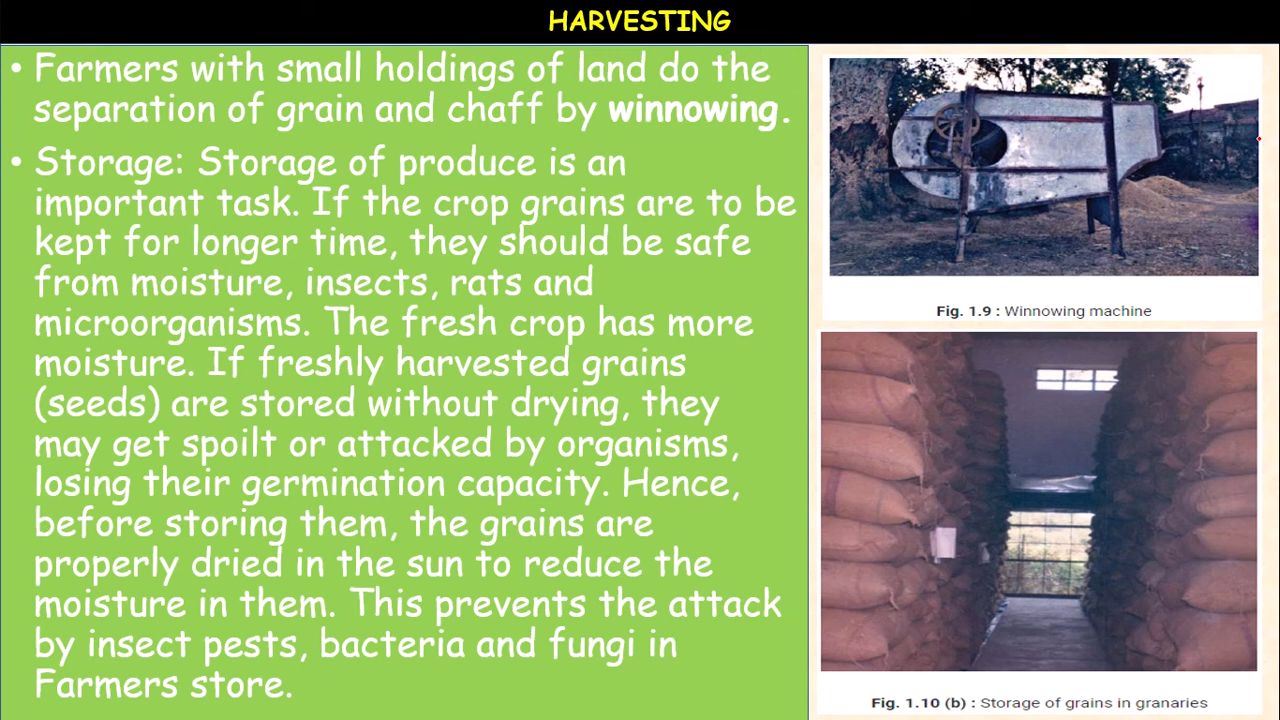 HARVESTING
• Farmers with small holdings of land do the
separation of grain and chaff by winnowing.
• Storage: Storage of produce is an
important task. If the crop grains are to be
kept for longer time, they should be safe
from moisture, insects, rats and
microorganisms. The fresh crop has more
moisture. If freshly harvested grains
(seeds) are stored without drying, they
may get spoilt or attacked by organisms,
losing their germination capacity. Hence,
before storing them, the grains are
properly dried in the sun to reduce the
moisture in them. This prevents the attack
by insect pests, bacteria and fungi in
Farmers store.
Fig. 1.9 : Winnowing machine
Fig. 1.10 (b) : Storage of grains in granaries